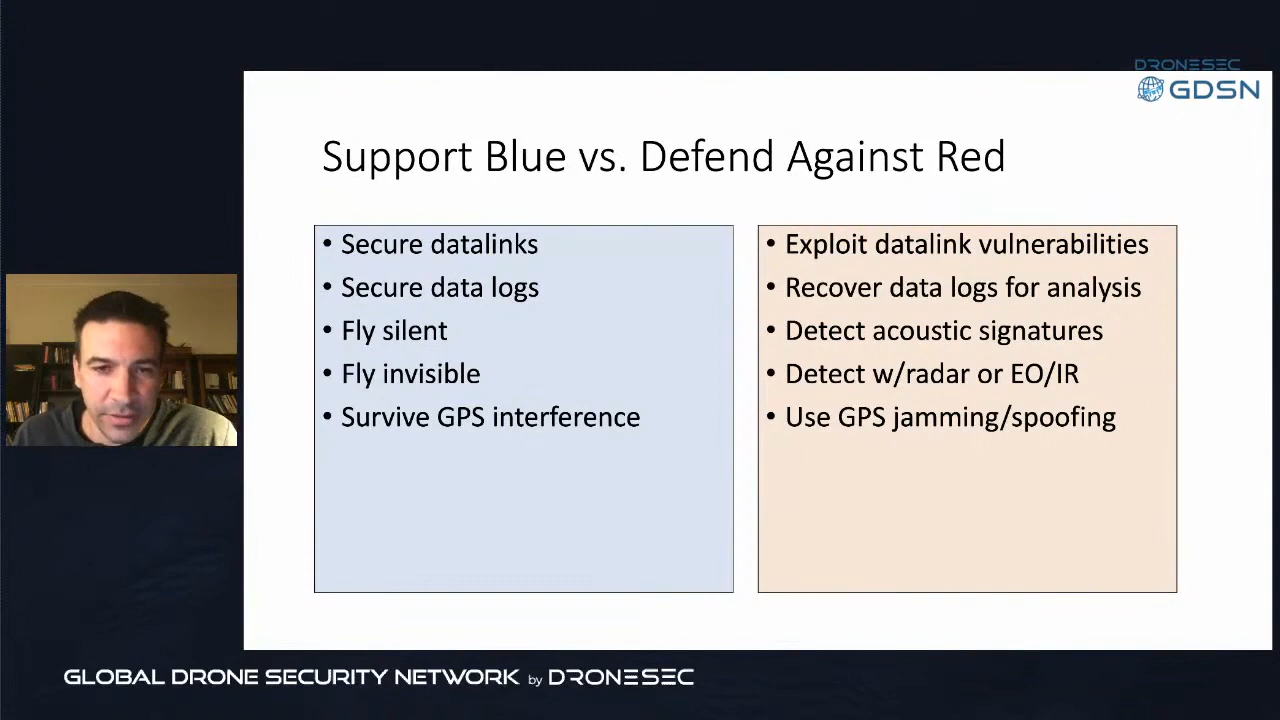 DRONESEC
GDSN
Support Blue vs. Defend Against Red
• Secure datalinks
• Secure data logs
• Fly silent
• Fly invisible
• Survive GPS interference
• Exploit datalink vulnerabilities
• Recover data logs for analysis
• Detect acoustic signatures
• Detect w/radar or EO/IR
• Use GPS jamming/spoofing
GLOBAL DRONE SECURITY NETWORK by DRONESEC